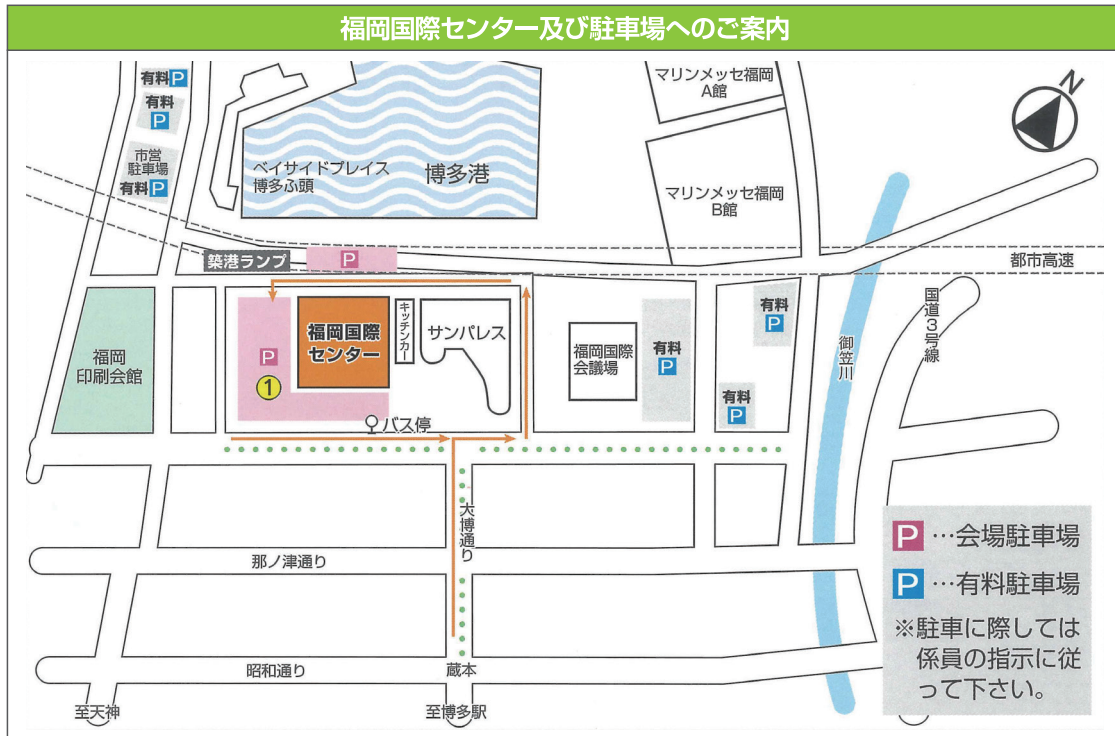 福岡国際センター及び駐車場へのご案内
有料P
有料
P
市営
駐車場
有料P
ベイサイドプレイス
博多ふ頭
博多港
マリンメッセ福岡
A館
マリンメッセ福岡
B館
N
築港ランプ
P
都市高速
福岡
印刷会館
P
①
福岡国際
センター
キッチンカー
サンパレス
バス停
福岡国際
会議場
有料
P
有料
P
有料
P
御笠川
国道3号線
大博通り
那ノ津通り
昭和通り
蔵本
至天神
至博多駅
P…会場駐車場
P…有料駐車場
※駐車に際しては
係員の指示に従
って下さい。